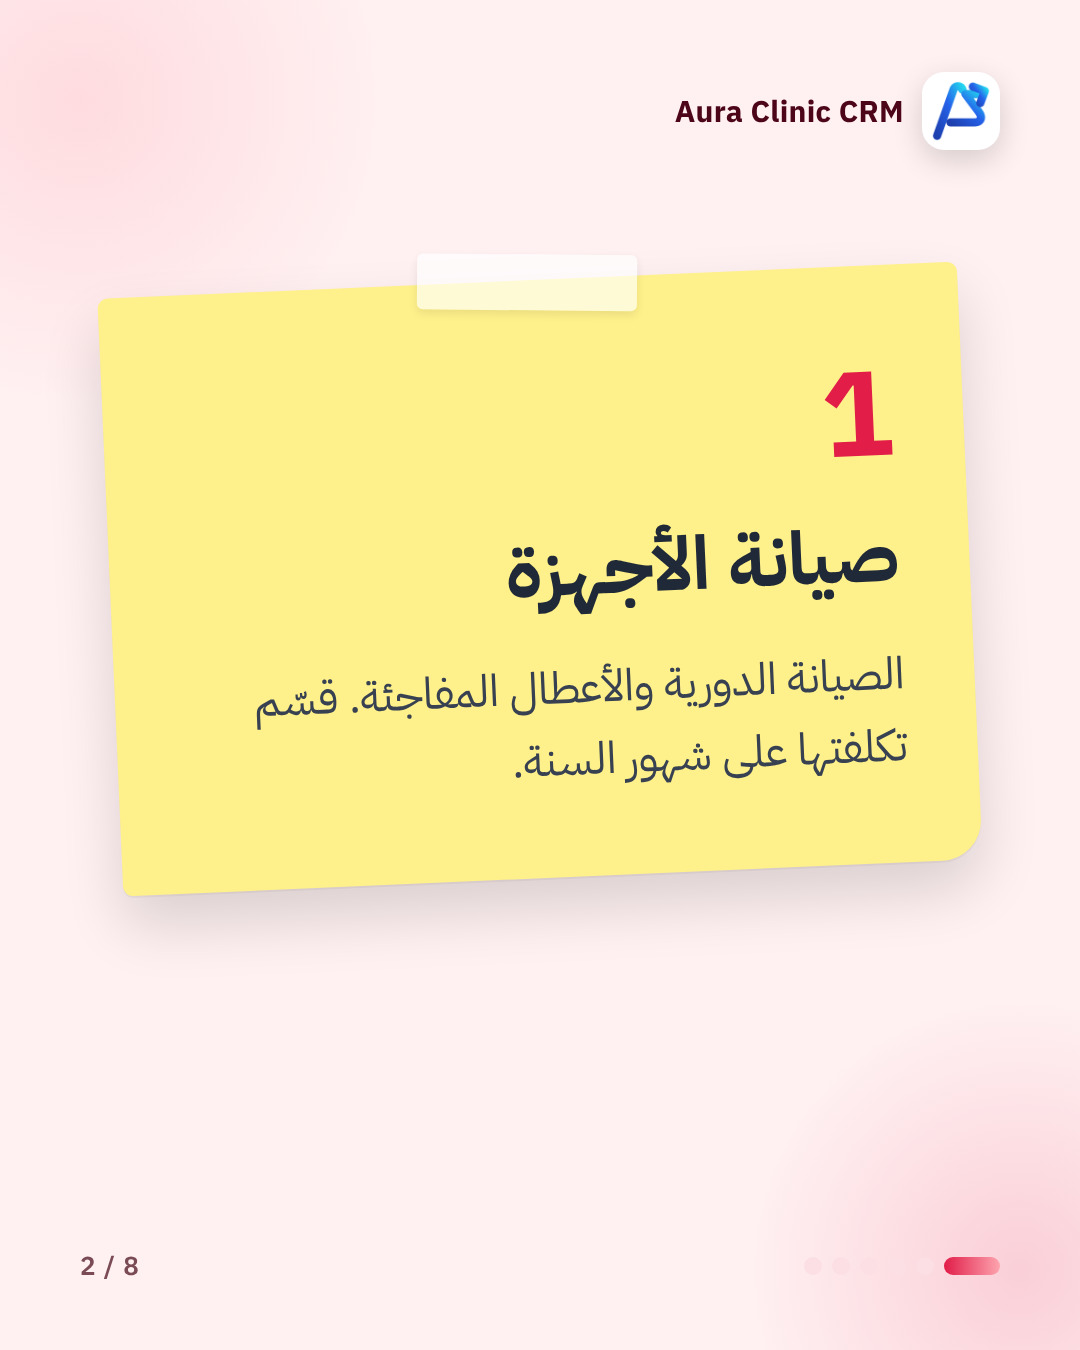 Aura Clinic CRM
1
صيانة الأجهزة
الصيانة الدورية والأعطال المفاجئة. قسّم
تكلفتها على شهور السنة.
2 / 8